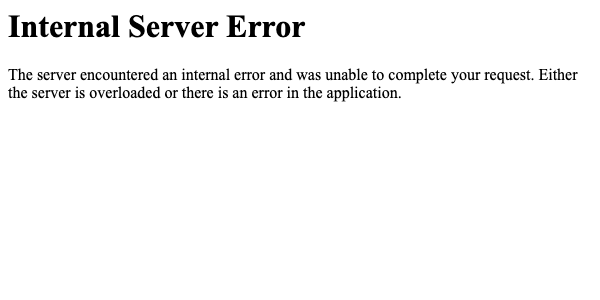 Internal Server Error
The server encountered an internal error and was unable to complete your request. Either
the server is overloaded or there is an error in the application.